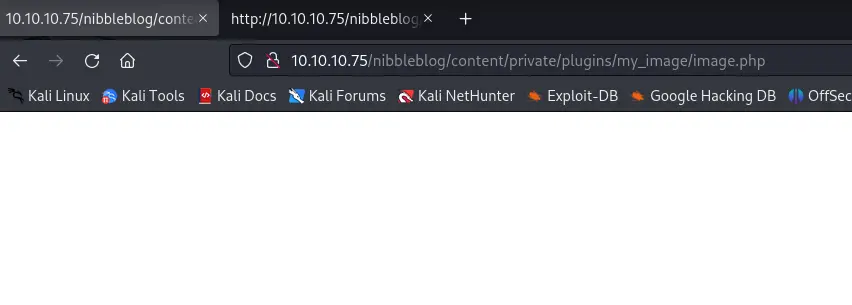 10.10.10.75/nibbleblog/conte × http://10.10.10.75/nibbleblog × +
10.10.10.75/nibbleblog/content/private/plugins/my_image/image.php
Kali Linux Kali Tools Kali Docs Kali Forums Kali NetHunter Exploit-DB Google Hacking DB OffSec